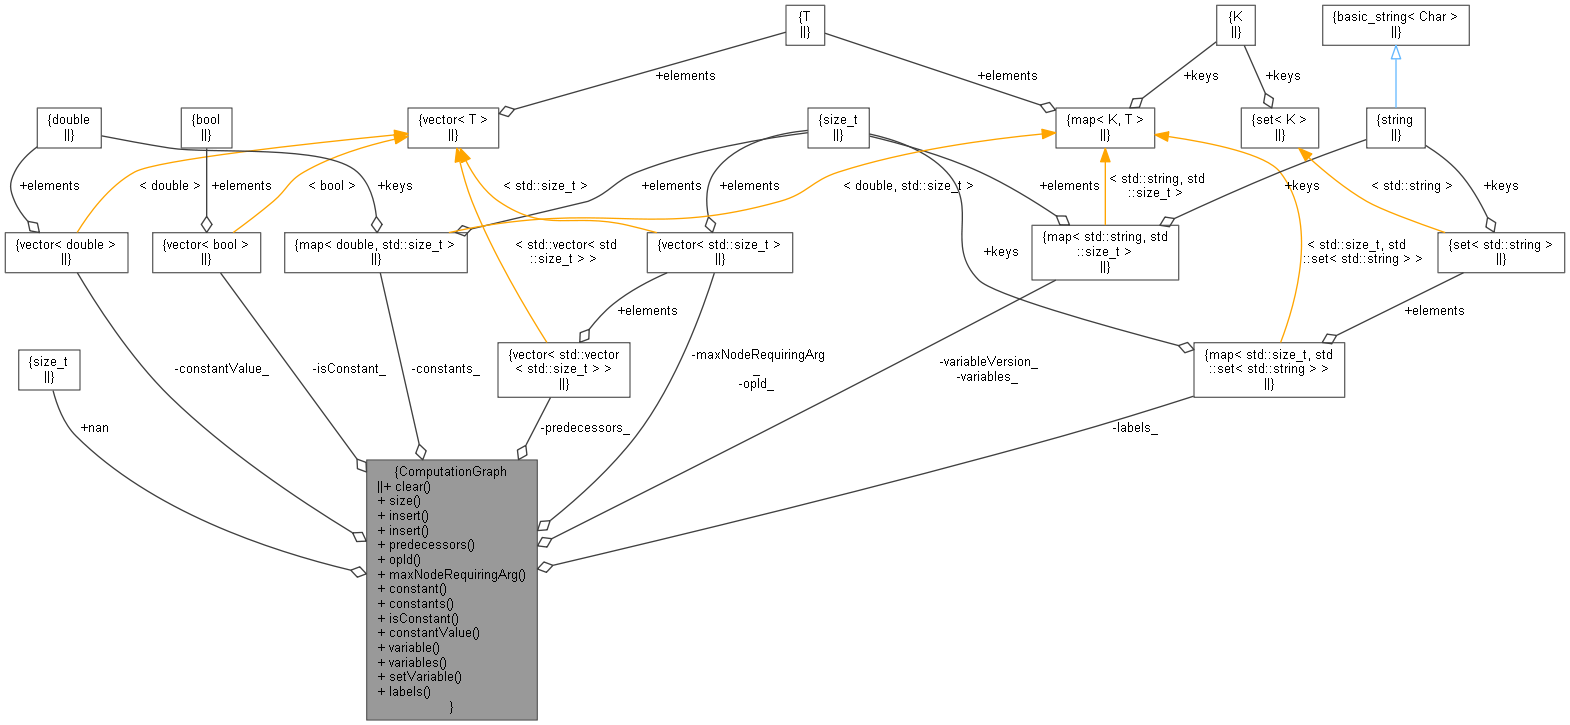 {T
||}
{K
||}
{basic_string< Char >
||}
+elements
+elements
+keys
+keys
{double
||}
{bool
||}
{vector< T >
||}
{size_t
||}
{map< K, T >
||}
{set< K >
||}
{string
||}
+elements
< double >
+elements
< bool >
+keys
< std::size_t >
+elements
+elements
< double, std::size_t >
+elements
< std::string, std
::size_t >
+keys
< std::string >
+keys
{vector< double >
||}
{vector< bool >
||}
{map< double, std::size_t >
||}
< std::vector< std
::size_t > >
{vector< std::size_t >
||}
+keys
{map< std::string, std
::size_t >
||}
< std::size_t, std
::set< std::string > >
{set< std::string >
||}
+elements
+elements
{size_t
||}
-constantValue_
-isConstant_
-constants_
{vector< std::vector
< std::size_t > >
||}
-maxNodeRequiringArg
_
-opId_
-variableVersion_
-variables_
{map< std::size_t, std
::set< std::string > >
||}
+nan
-predecessors_
-labels_
{ComputationGraph
||+ clear()
+ size()
+ insert()
+ insert()
+ predecessors()
+ opId()
+ maxNodeRequiringArg()
+ constant()
+ constants()
+ isConstant()
+ constantValue()
+ variable()
+ variables()
+ setVariable()
+ labels()
}